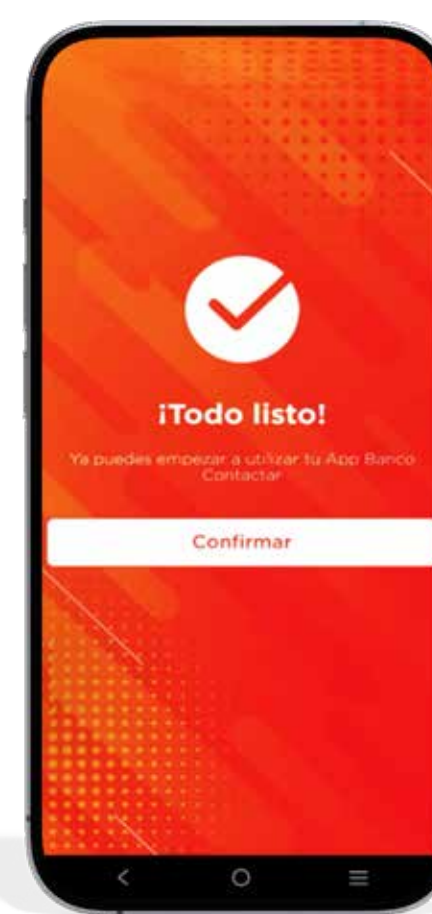 ¡Todo listo!
Ya puedes empezar a utilizar tu App Banco
Contactar
Confirmar